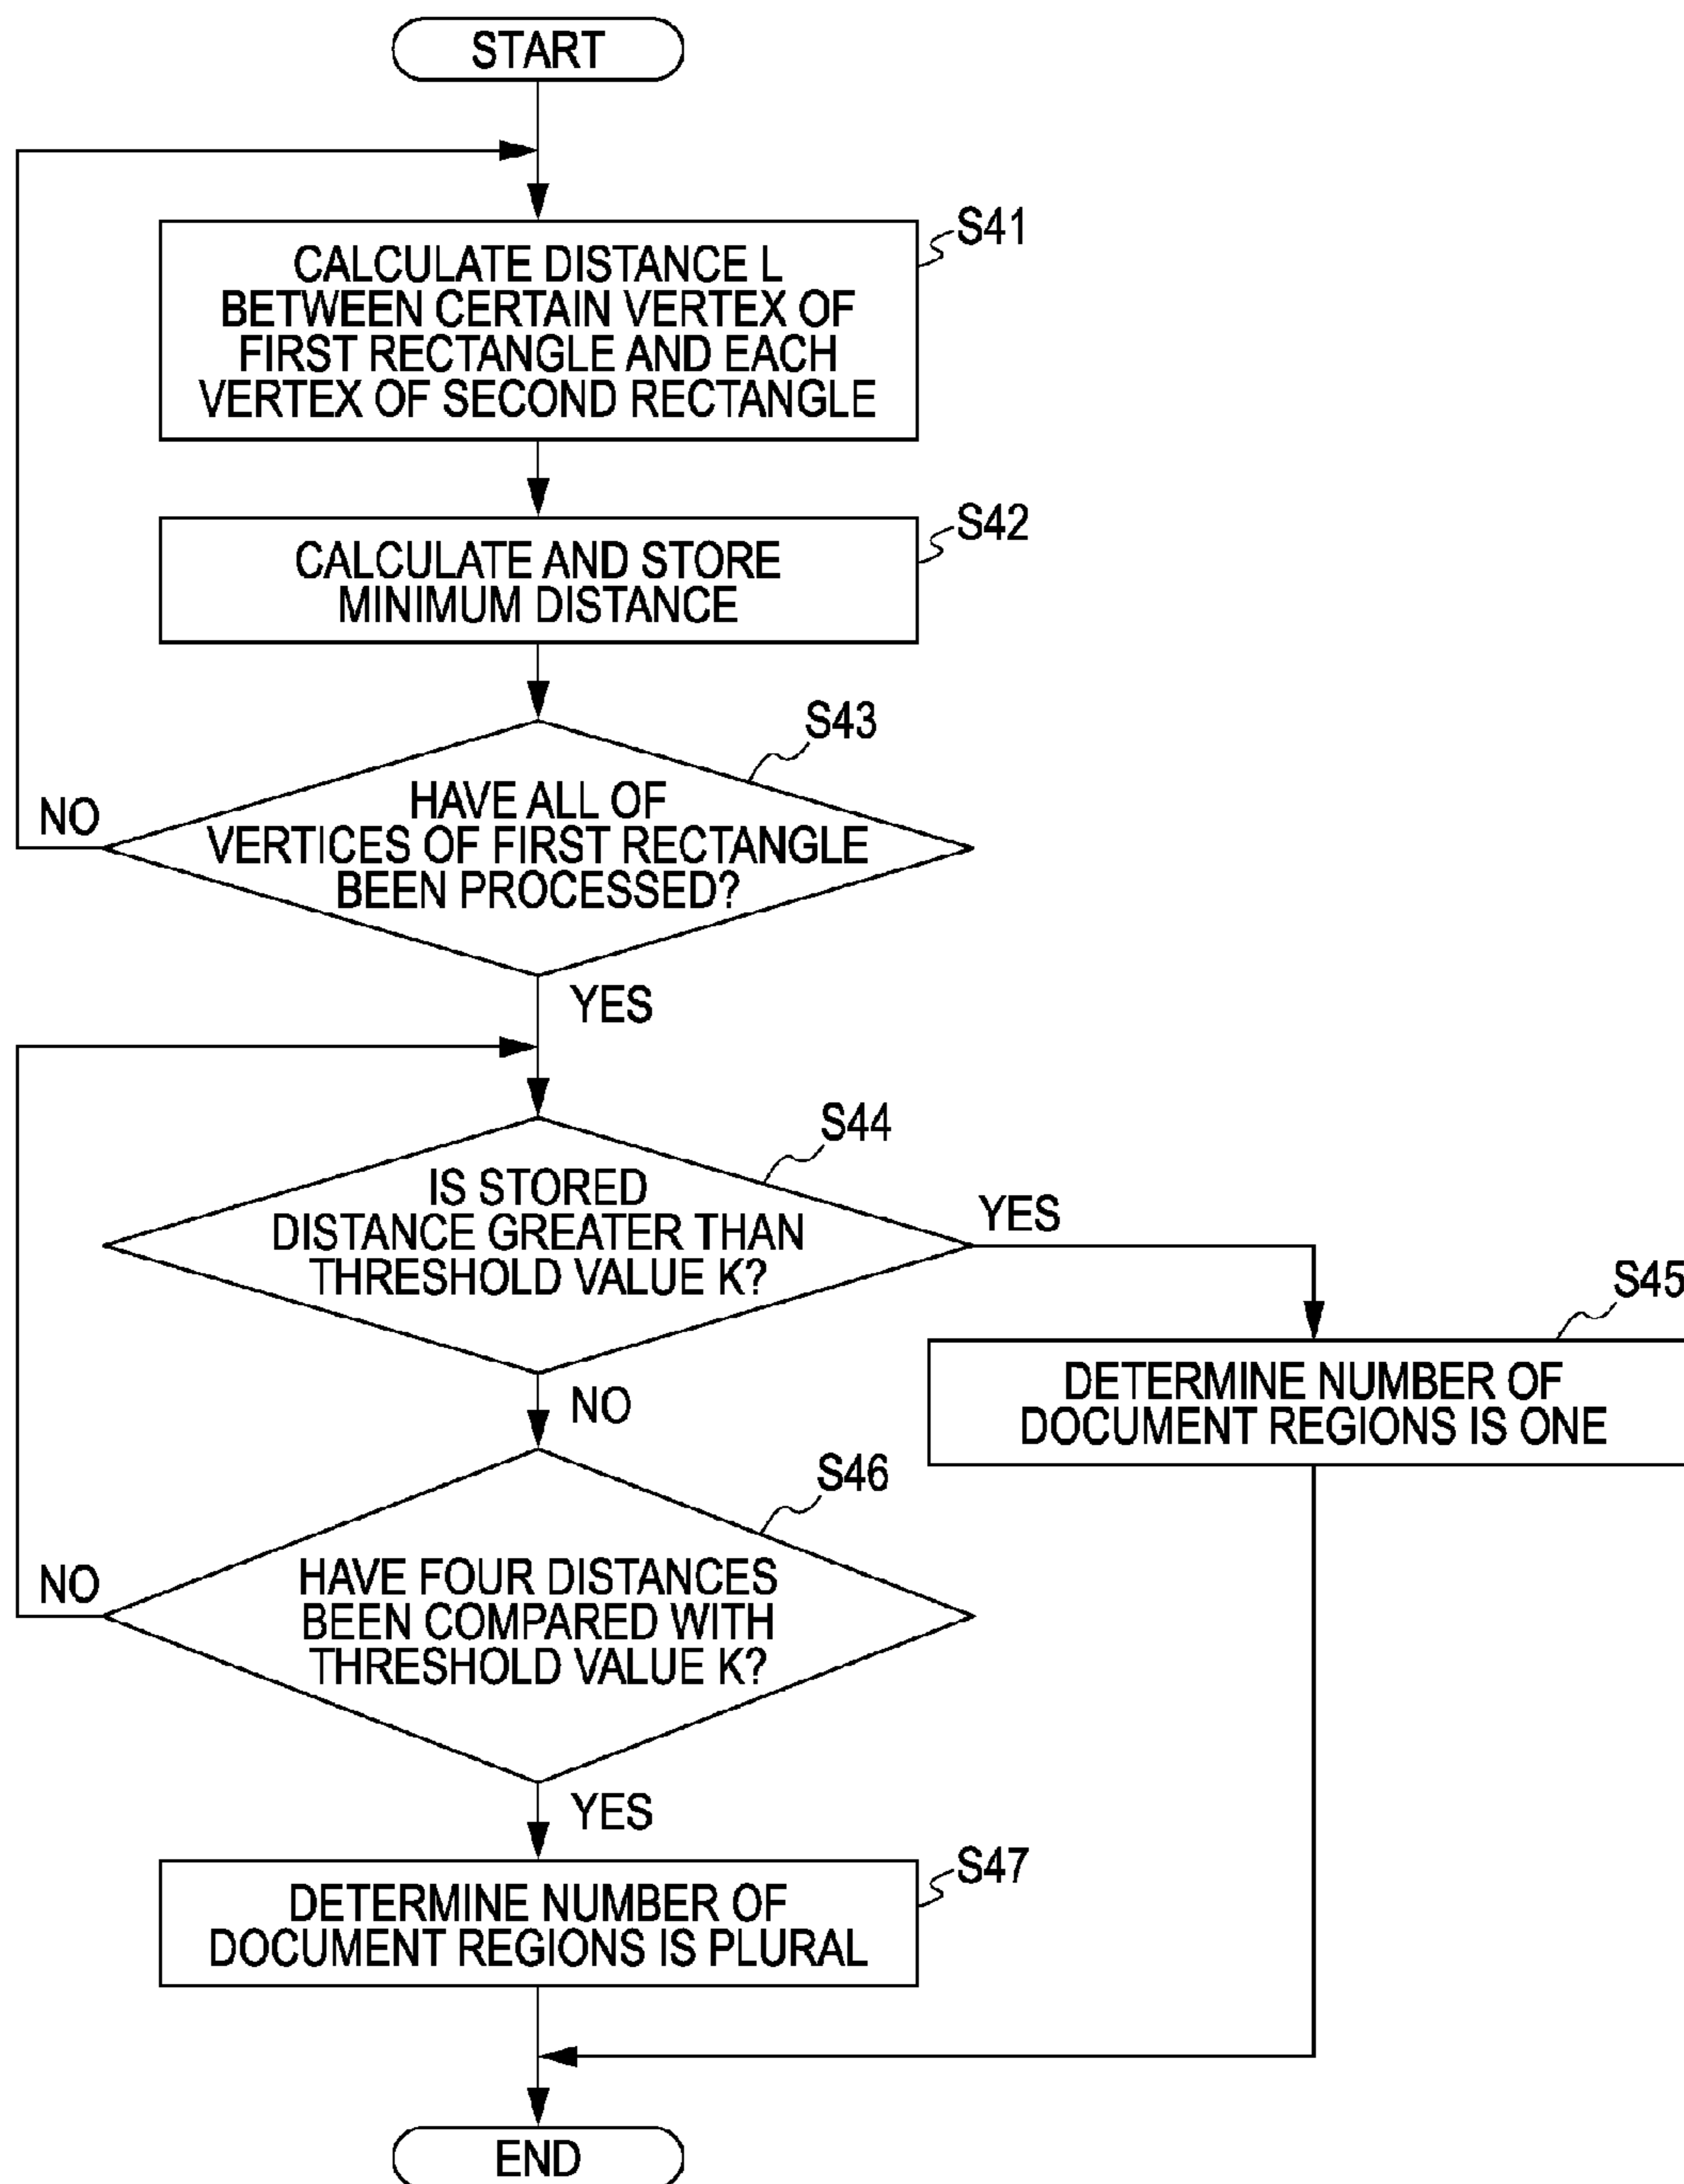 START
S41
CALCULATE DISTANCE L
BETWEEN CERTAIN VERTEX OF
FIRST RECTANGLE AND EACH
VERTEX OF SECOND RECTANGLE
S42
CALCULATE AND STORE
MINIMUM DISTANCE
S43
HAVE ALL OF
VERTICES OF FIRST RECTANGLE
BEEN PROCESSED?
NO
YES
S44
IS STORED
DISTANCE GREATER THAN
THRESHOLD VALUE K?
YES
S45
DETERMINE NUMBER OF
DOCUMENT REGIONS IS ONE
NO
S46
HAVE FOUR DISTANCES
BEEN COMPARED WITH
THRESHOLD VALUE K?
NO
YES
S47
DETERMINE NUMBER OF
DOCUMENT REGIONS IS PLURAL
END